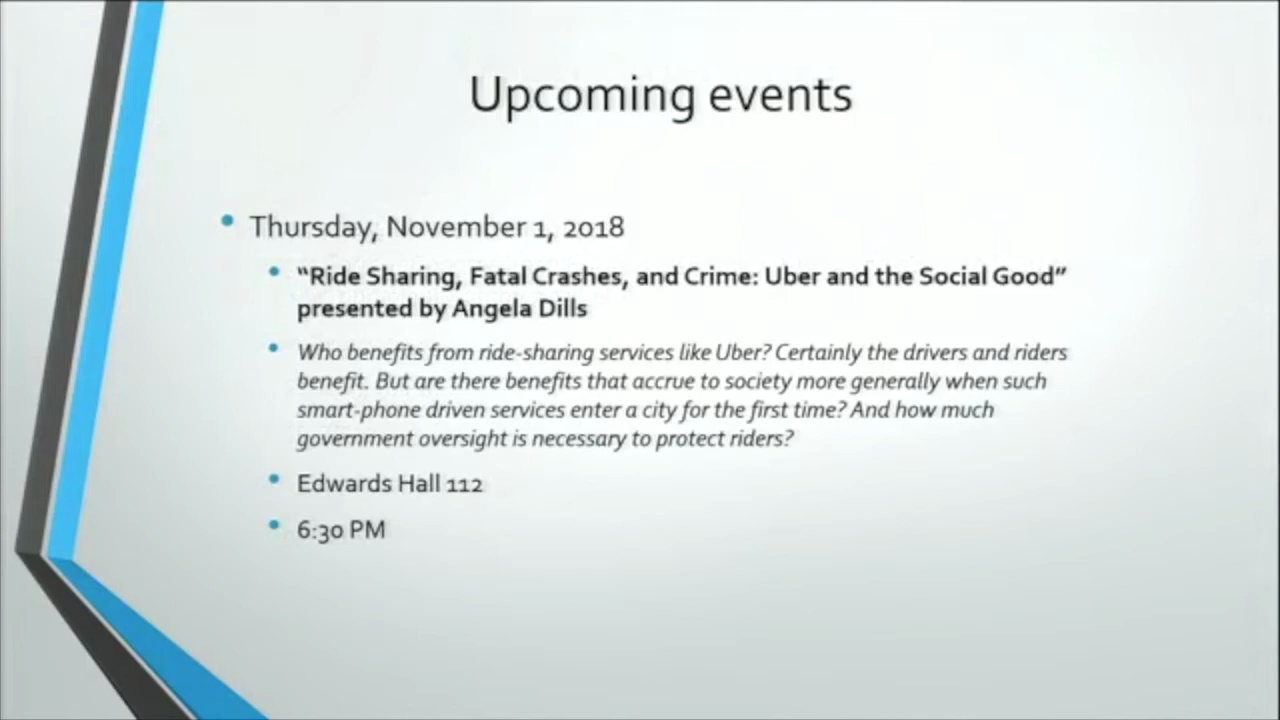 Upcoming events
Thursday, November 1, 2018
“Ride Sharing, Fatal Crashes, and Crime: Uber and the Social Good”
presented by Angela Dills
Who benefits from ride-sharing services like Uber? Certainly the drivers and riders
benefit. But are there benefits that accrue to society more generally when such
smart-phone driven services enter a city for the first time? And how much
government oversight is necessary to protect riders?
Edwards Hall 112
6:30 PM